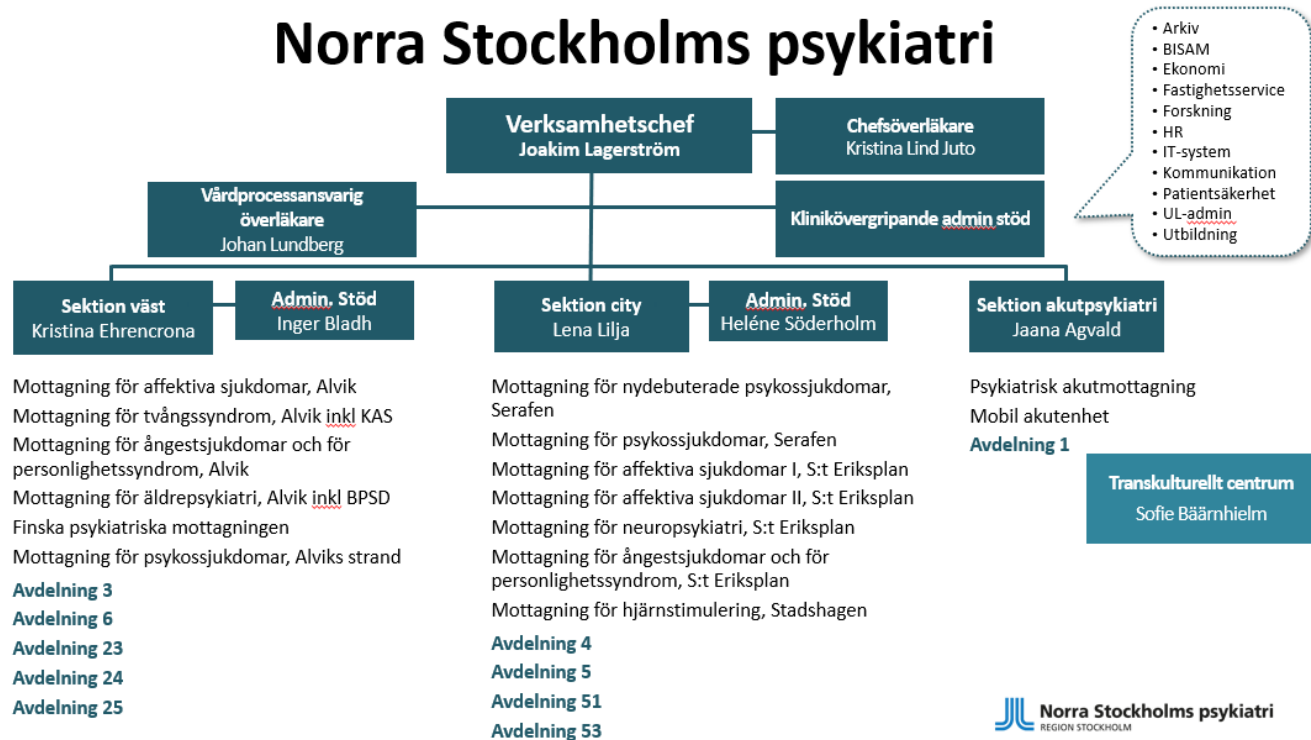 Norra Stockholms psykiatri
• Arkiv
• BISAM
• Ekonomi
• Fastighetsservice
• Forskning
• HR
• IT-system
• Kommunikation
• Patientsäkerhet
• UL-admin
• Utbildning
Verksamhetschef
Joakim Lagerström
Chefsöverläkare
Kristina Lind Juto
Vårdprocessansvarig
överläkare
Johan Lundberg
Klinikövergripande admin stöd
Sektion väst
Kristina Ehrencrona
Admin. Stöd
Inger Bladh
Sektion city
Lena Lilja
Admin. Stöd
Heléne Söderholm
Sektion akutpsykiatri
Jaana Agvald
Mottagning för affektiva sjukdomar, Alvik
Mottagning för tvångssyndrom, Alvik inkl KAS
Mottagning för ångestsjukdomar och för
personlighetssyndrom, Alvik
Mottagning för äldrepsykiatri, Alvik inkl BPSD
Finska psykiatriska mottagningen
Mottagning för psykossjukdomar, Alviks strand
Avdelning 3
Avdelning 6
Avdelning 23
Avdelning 24
Avdelning 25
Mottagning för nydebuterade psykossjukdomar,
Serafen
Mottagning för psykossjukdomar, Serafen
Mottagning för affektiva sjukdomar I, S:t Eriksplan
Mottagning för affektiva sjukdomar II, S:t Eriksplan
Mottagning för neuropsykiatri, S:t Eriksplan
Mottagning för ångestsjukdomar och för
personlighetssyndrom, S:t Eriksplan
Mottagning för hjärnstimulering, Stadshagen
Avdelning 4
Avdelning 5
Avdelning 51
Avdelning 53
Psykiatrisk akutmottagning
Mobil akutenhet
Avdelning 1
Transkulturellt centrum
Sofie Bäärnhielm
Norra Stockholms psykiatri
REGION STOCKHOLM